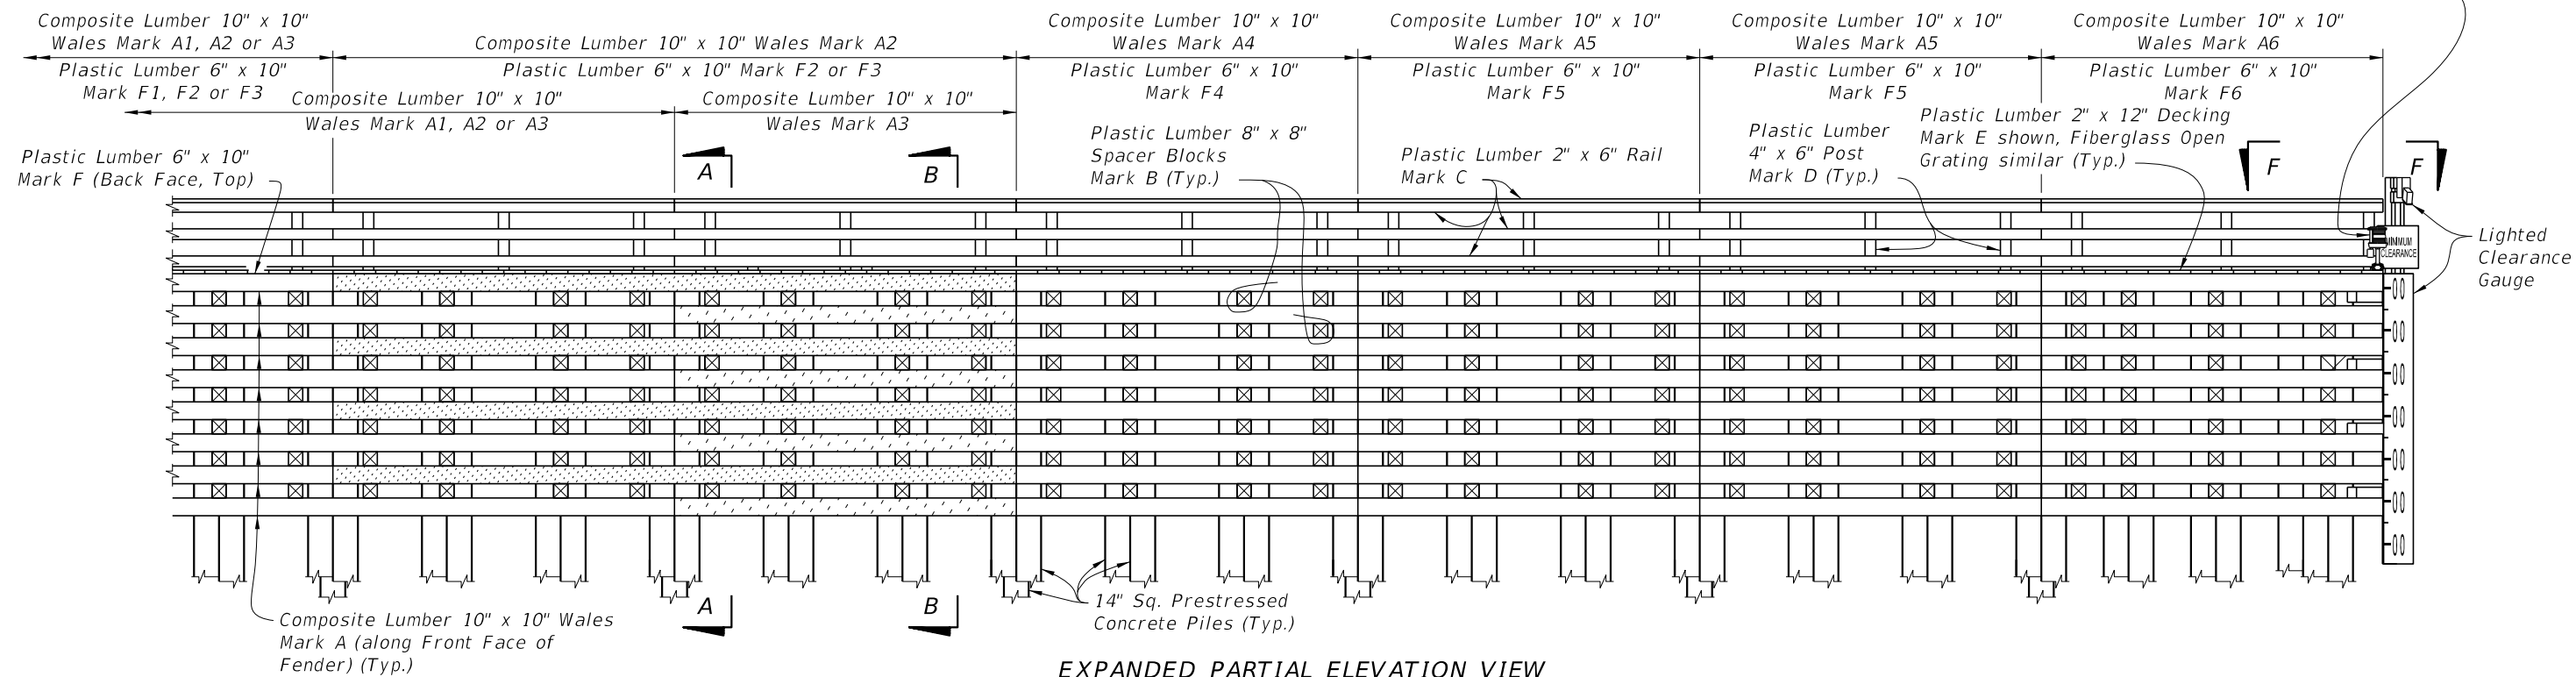 Composite Lumber 10" x 10"
Wales Mark A1, A2 or A3
Plastic Lumber 6" x 10"
Mark F1, F2 or F3
Composite Lumber 10" x 10" Wales Mark A2
Plastic Lumber 6" x 10" Mark F2 or F3
Composite Lumber 10" x 10"
Wales Mark A4
Plastic Lumber 6" x 10"
Mark F4
Composite Lumber 10" x 10"
Wales Mark A5
Plastic Lumber 6" x 10"
Mark F5
Composite Lumber 10" x 10"
Wales Mark A5
Plastic Lumber 6" x 10"
Mark F5
Composite Lumber 10" x 10"
Wales Mark A6
Plastic Lumber 6" x 10"
Mark F6
Composite Lumber 10" x 10"
Wales Mark A1, A2 or A3
Composite Lumber 10" x 10"
Wales Mark A3
Plastic Lumber 6" x 10"
Mark F (Back Face, Top)
A
B
Plastic Lumber 8" x 8"
Spacer Blocks
Mark B (Typ.)
Plastic Lumber 2" x 6" Rail
Mark C
Plastic Lumber
4" x 6" Post
Mark D (Typ.)
Plastic Lumber 2" x 12" Decking
Mark E shown, Fiberglass Open
Grating similar (Typ.)
F
F
MINIMUM
CLEARANCE
Lighted
Clearance
Gauge
A
B
14" Sq. Prestressed
Concrete Piles (Typ.)
Composite Lumber 10" x 10" Wales
Mark A (along Front Face of
Fender) (Typ.)
EXPANDED PARTIAL ELEVATION VIEW